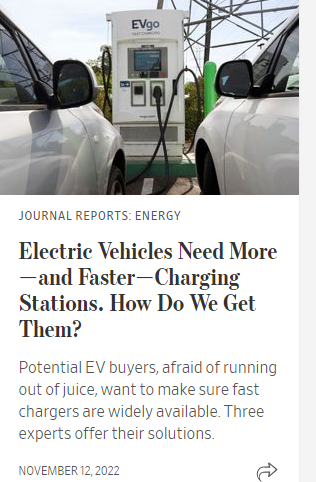 EVgo
FAST CHARGING
JOURNAL REPORTS: ENERGY
Electric Vehicles Need More
—and Faster—Charging
Stations. How Do We Get
Them?
Potential EV buyers, afraid of running
out of juice, want to make sure fast
chargers are widely available. Three
experts offer their solutions.
NOVEMBER 12, 2022